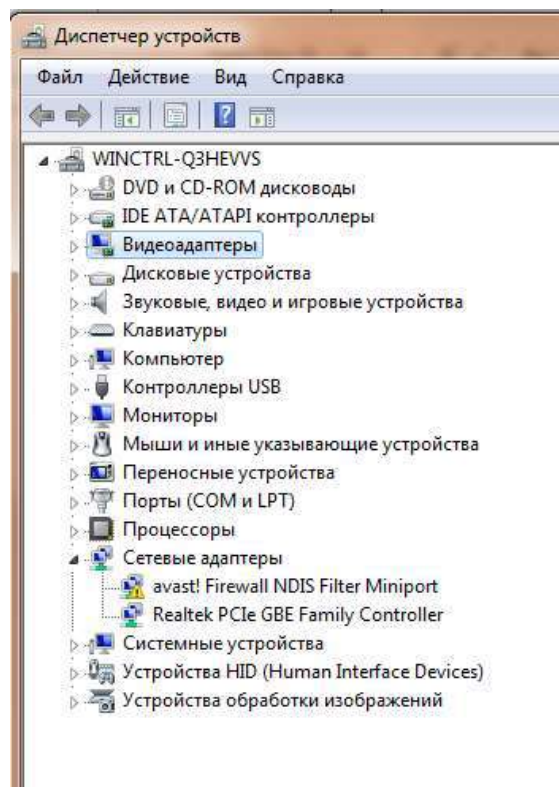 Диспетчер устройств
Файл Действие Вид Справка
WINCTRL-Q3HEVVS
DVD и CD-ROM дисководы
IDE ATA/ATAPI контроллеры
Видеоадаптеры
Дисковые устройства
Звуковые, видео и игровые устройства
Клавиатуры
Компьютер
Контроллеры USB
Мониторы
Мыши и иные указывающие устройства
Переносные устройства
Порты (COM и LPT)
Процессоры
Сетевые адаптеры
avast! Firewall NDIS Filter Miniport
Realtek PCIe GBE Family Controller
Системные устройства
Устройства HID (Human Interface Devices)
Устройства обработки изображений